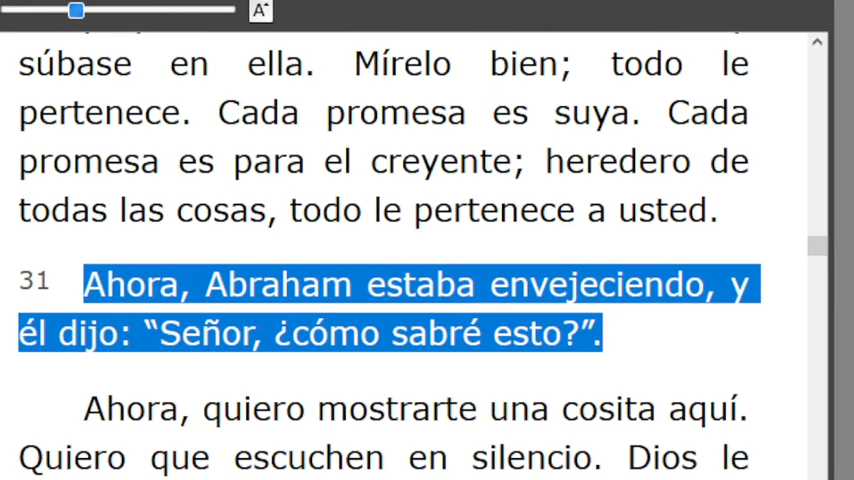 A
súbase en ella. Mírelo bien; todo le
pertenece. Cada promesa es suya. Cada
promesa es para el creyente; heredero de
todas las cosas, todo le pertenece a usted.
31 Ahora, Abraham estaba envejeciendo, y
él dijo: “Señor, ¿cómo sabré esto?”.
Ahora, quiero mostrarte una cosita aquí.
Quiero que escuchen en silencio. Dios le